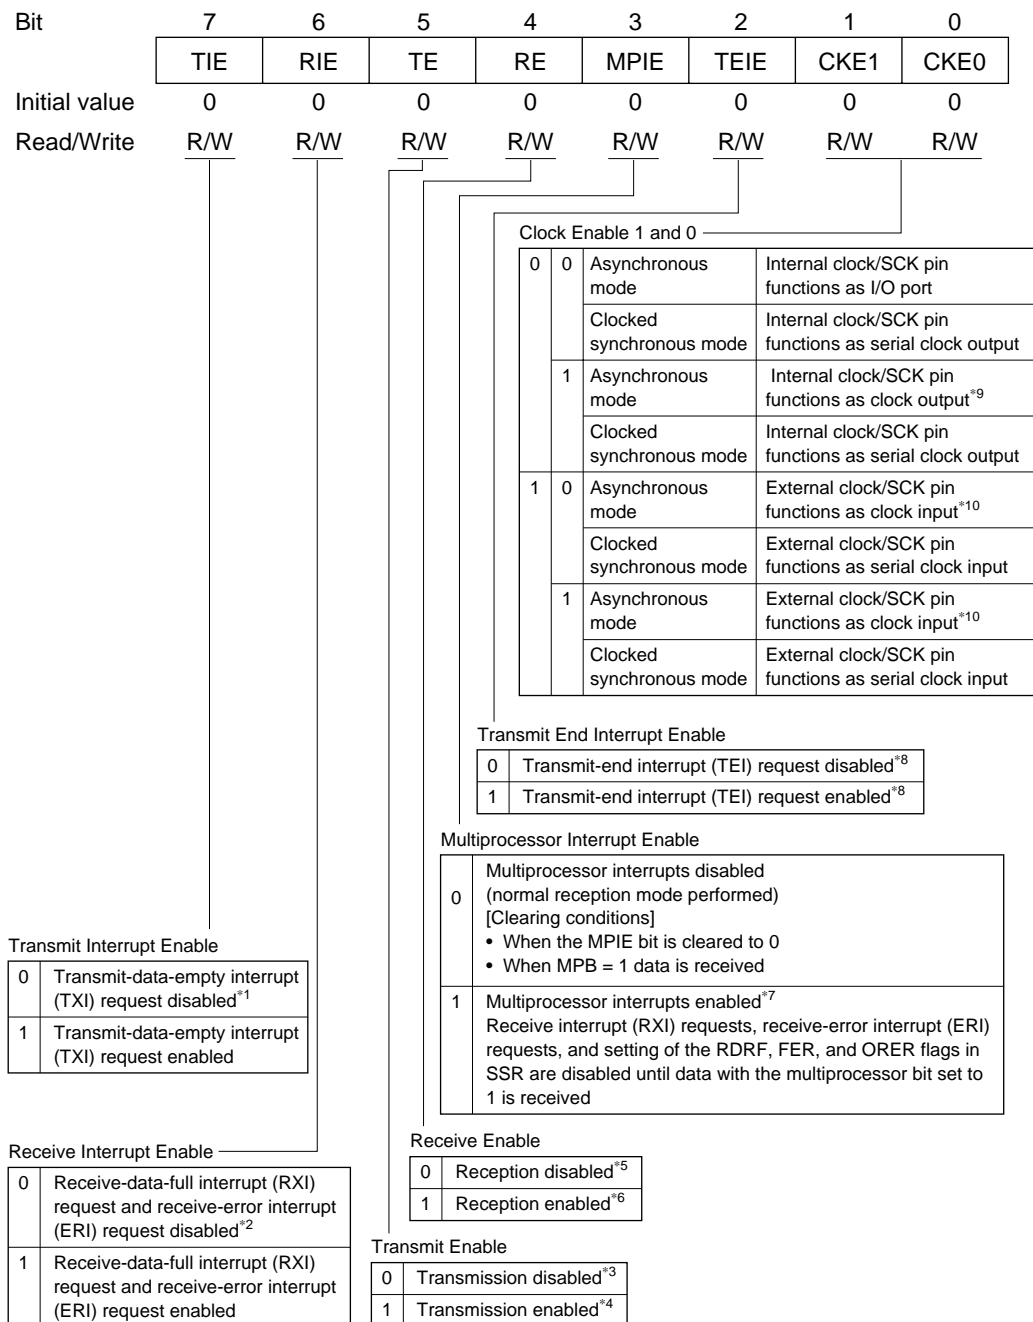 Bit 7 6 5 4 3 2 1 0
TIE RIE TE RE MPIE TEIE CKE1 CKE0
Initial value 0 0 0 0 0 0 0 0
Read/Write R/W R/W R/W R/W R/W R/W R/W R/W
Clock Enable 1 and 0
0 0 Asynchronous Internal clock/SCK pin
mode functions as I/O port
Clocked Internal clock/SCK pin
synchronous mode functions as serial clock output
1 Asynchronous Internal clock/SCK pin
mode functions as clock output*9
Clocked Internal clock/SCK pin
synchronous mode functions as serial clock output
1 0 Asynchronous External clock/SCK pin
mode functions as clock input*10
Clocked External clock/SCK pin
synchronous mode functions as serial clock input
1 Asynchronous External clock/SCK pin
mode functions as clock input*10
Clocked External clock/SCK pin
synchronous mode functions as serial clock input
Transmit End Interrupt Enable
0 Transmit-end interrupt (TEI) request disabled*8
1 Transmit-end interrupt (TEI) request enabled*8
Multiprocessor Interrupt Enable
0 Multiprocessor interrupts disabled
(normal reception mode performed)
[Clearing conditions]
• When the MPIE bit is cleared to 0
• When MPB = 1 data is received
1 Multiprocessor interrupts enabled*7
Receive interrupt (RXI) requests, receive-error interrupt (ERI)
requests, and setting of the RDRF, FER, and ORER flags in
SSR are disabled until data with the multiprocessor bit set to
1 is received
Transmit Interrupt Enable
0 Transmit-data-empty interrupt
(TXI) request disabled*1
1 Transmit-data-empty interrupt
(TXI) request enabled
Receive Enable
0 Reception disabled*5
1 Reception enabled*6
Receive Interrupt Enable
0 Receive-data-full interrupt (RXI)
request and receive-error interrupt
(ERI) request disabled*2
1 Receive-data-full interrupt (RXI)
request and receive-error interrupt
(ERI) request enabled
Transmit Enable
0 Transmission disabled*3
1 Transmission enabled*4